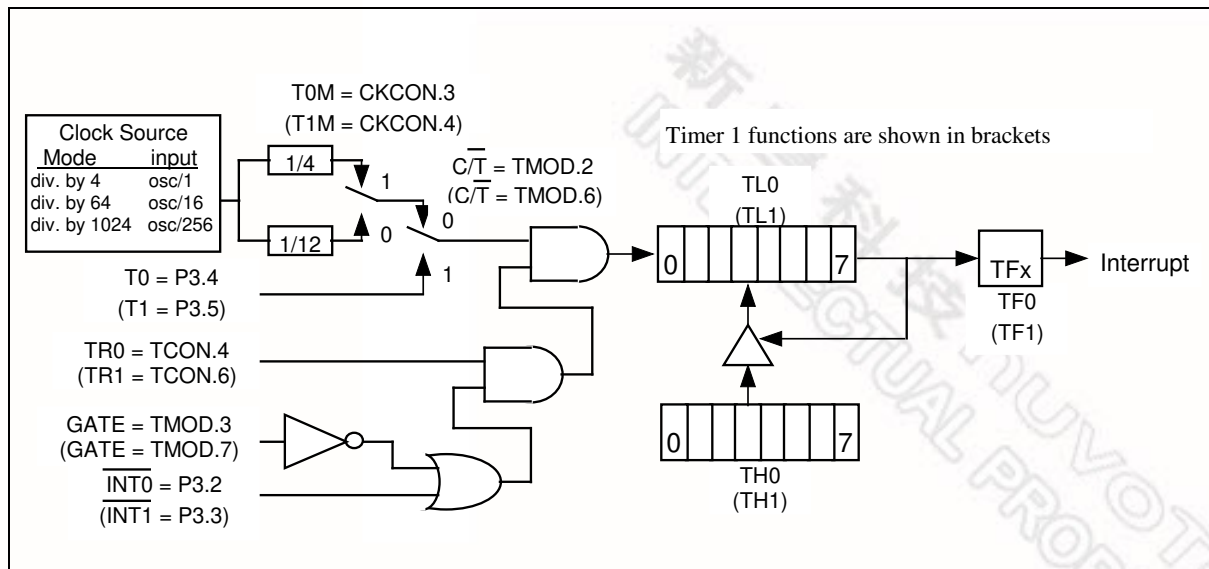 T0M = CKCON.3
(T1M = CKCON.4)
Timer 1 functions are shown in brackets
Clock Source
Mode input
div. by 4 osc/1
div. by 64 osc/16
div. by 1024 osc/256
1/4
1
1/12
0
C/T̅ = TMOD.2
(C/T̅ = TMOD.6)
0
1
T0 = P3.4
(T1 = P3.5)
TR0 = TCON.4
(TR1 = TCON.6)
GATE = TMOD.3
(GATE = TMOD.7)
I̅N̅T̅0̅ = P3.2
(I̅N̅T̅1̅ = P3.3)
TL0
(TL1)
0 7
TFx
Interrupt
TF0
(TF1)
0 7
TH0
(TH1)